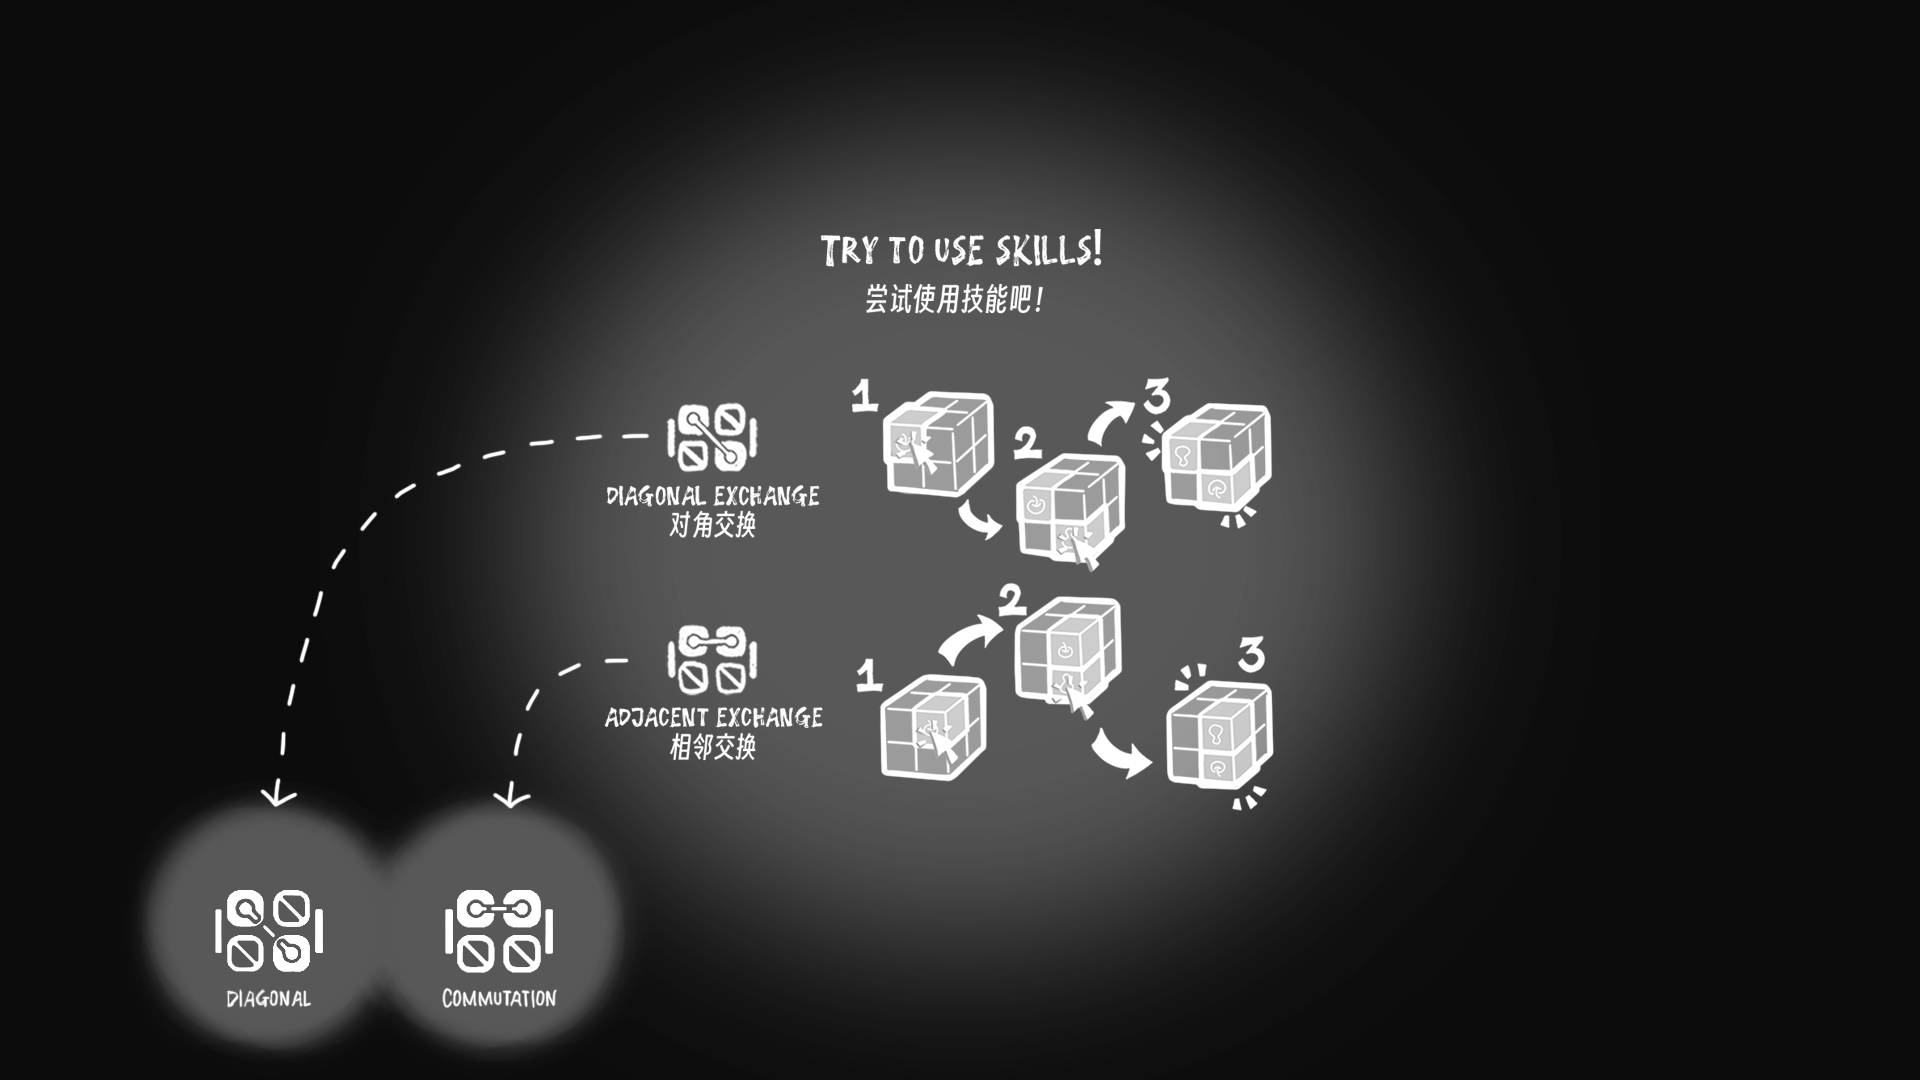 TRY TO USE SKILLS!
尝试使用技能吧!
1
2
3
DIAGONAL EXCHANGE
对角交换
1
2
3
ADJACENT EXCHANGE
相邻交换
DIAGONAL
COMMUTATION